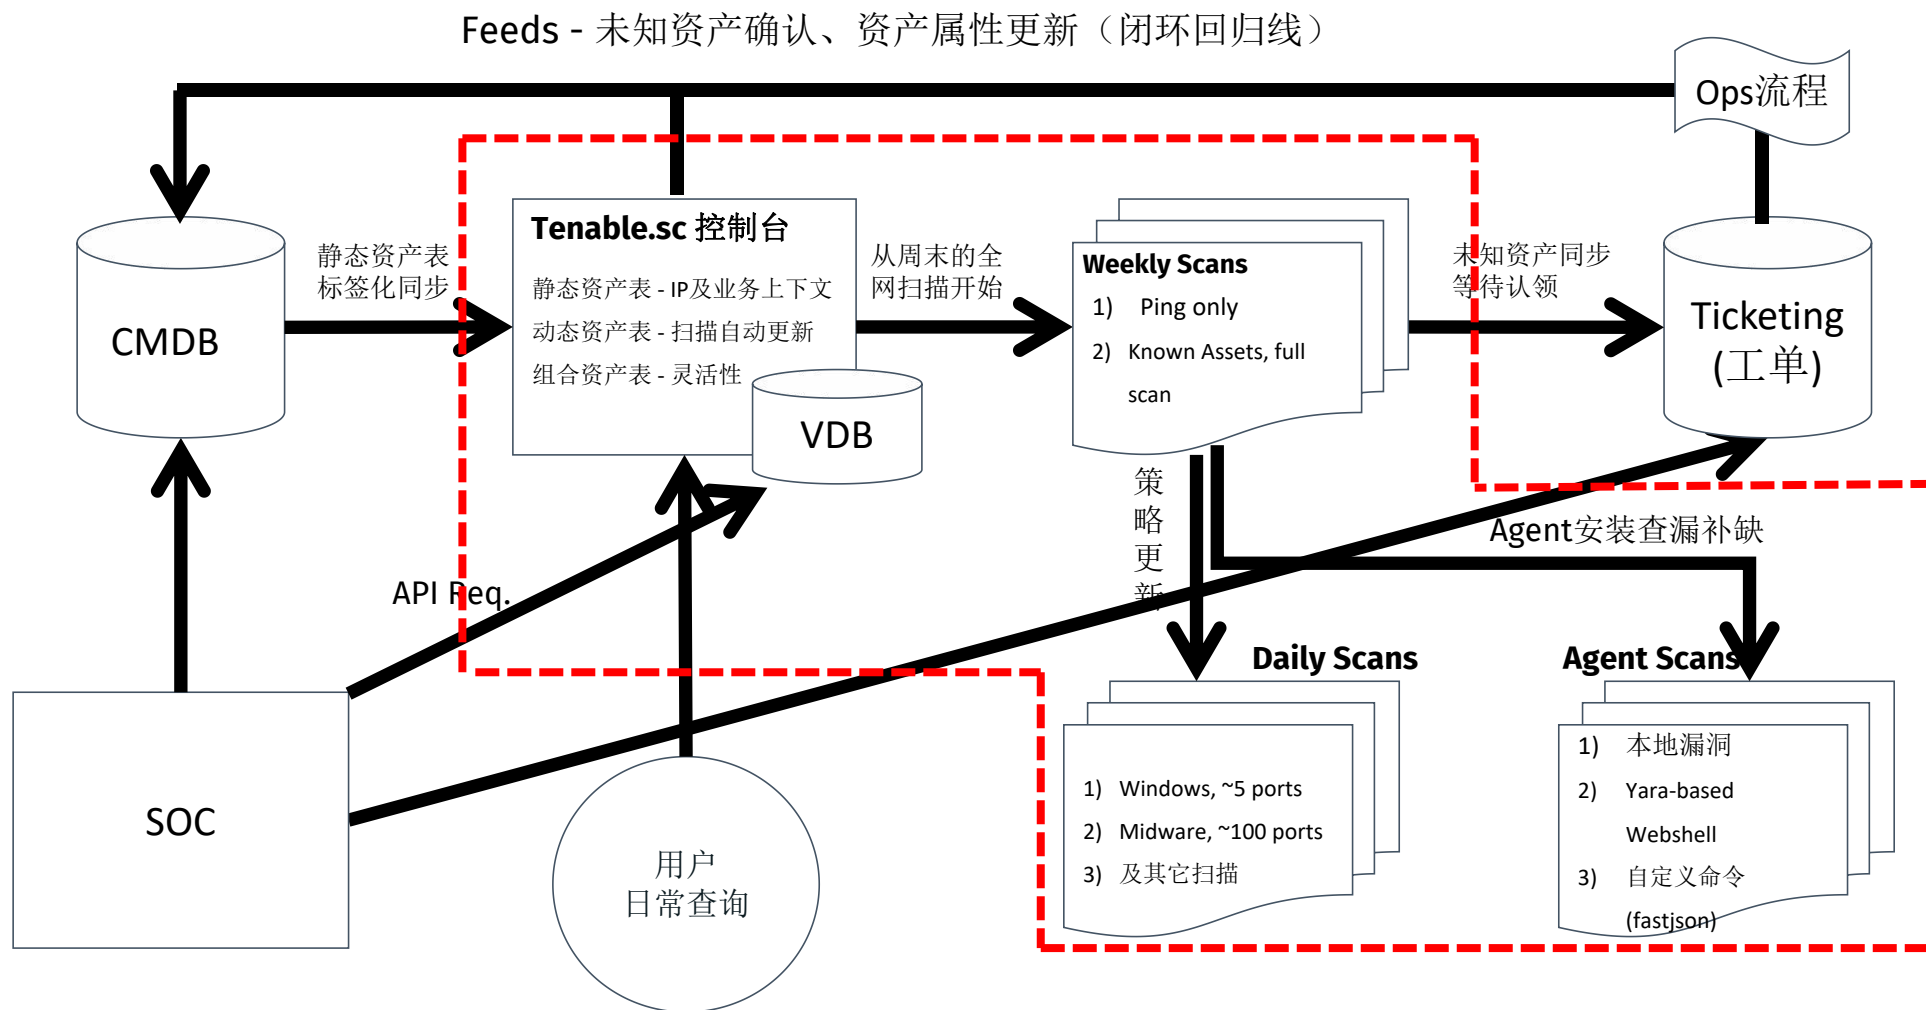 Feeds - 未知资产确认、资产属性更新（闭环回归线）
Ops流程
静态资产表
标签化同步
CMDB
Tenable.sc 控制台
静态资产表 - IP及业务上下文
动态资产表 - 扫描自动更新
组合资产表 - 灵活性
VDB
从周末的全
网扫描开始
Weekly Scans
1) Ping only
2) Known Assets, full
scan
未知资产同步
等待认领
Ticketing
(工单)
策
略
更
新
Agent安装查漏补缺
API Req.
SOC
用户
日常查询
Daily Scans
1) Windows, ~5 ports
2) Midware, ~100 ports
3) 及其它扫描
Agent Scans
1) 本地漏洞
2) Yara-based
Webshell
3) 自定义命令
(fastjson)